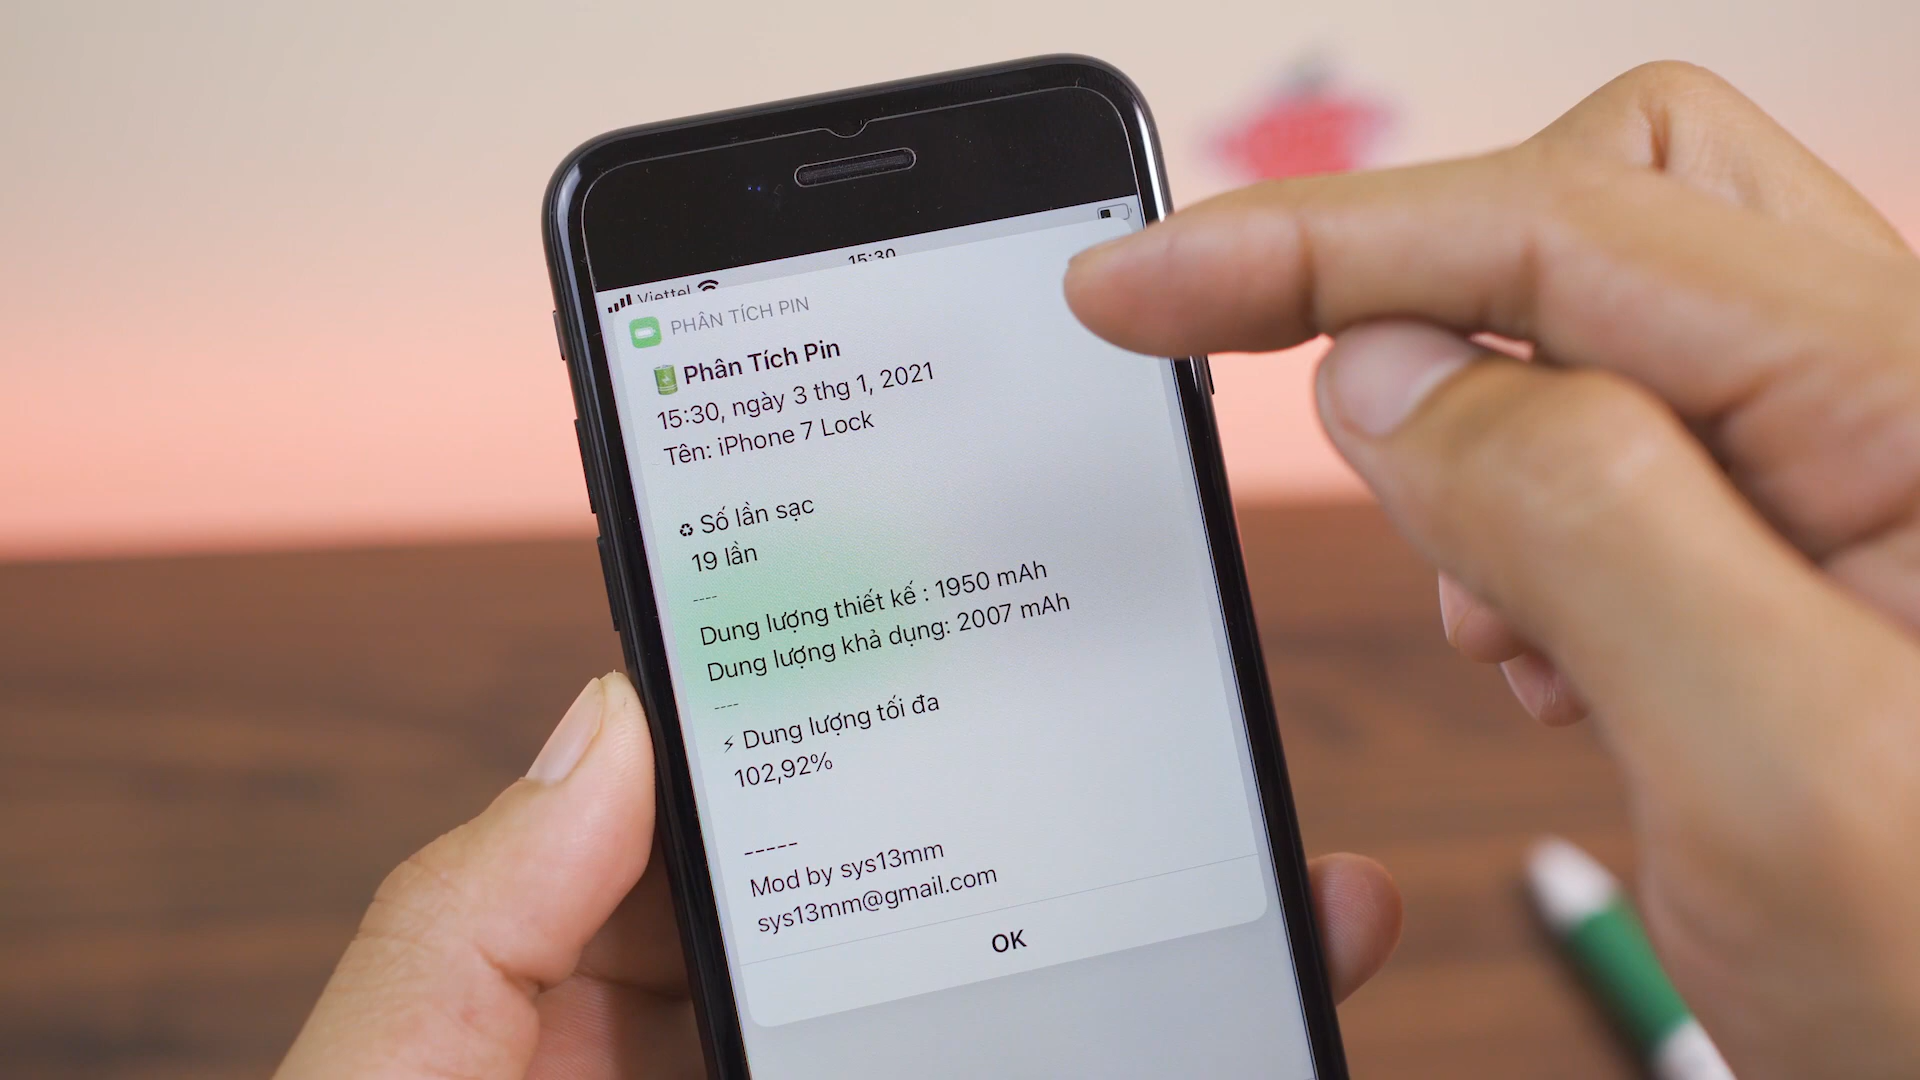 15:30
Viettel
PHÂN TÍCH PIN
Phân Tích Pin
15:30, ngày 3 thg 1, 2021
Tên: iPhone 7 Lock
Số lần sạc
19 lần
----
Dung lượng thiết kế : 1950 mAh
Dung lượng khả dụng: 2007 mAh
----
⚡ Dung lượng tối đa
102,92%
-----
Mod by sys13mm
sys13mm@gmail.com
OK